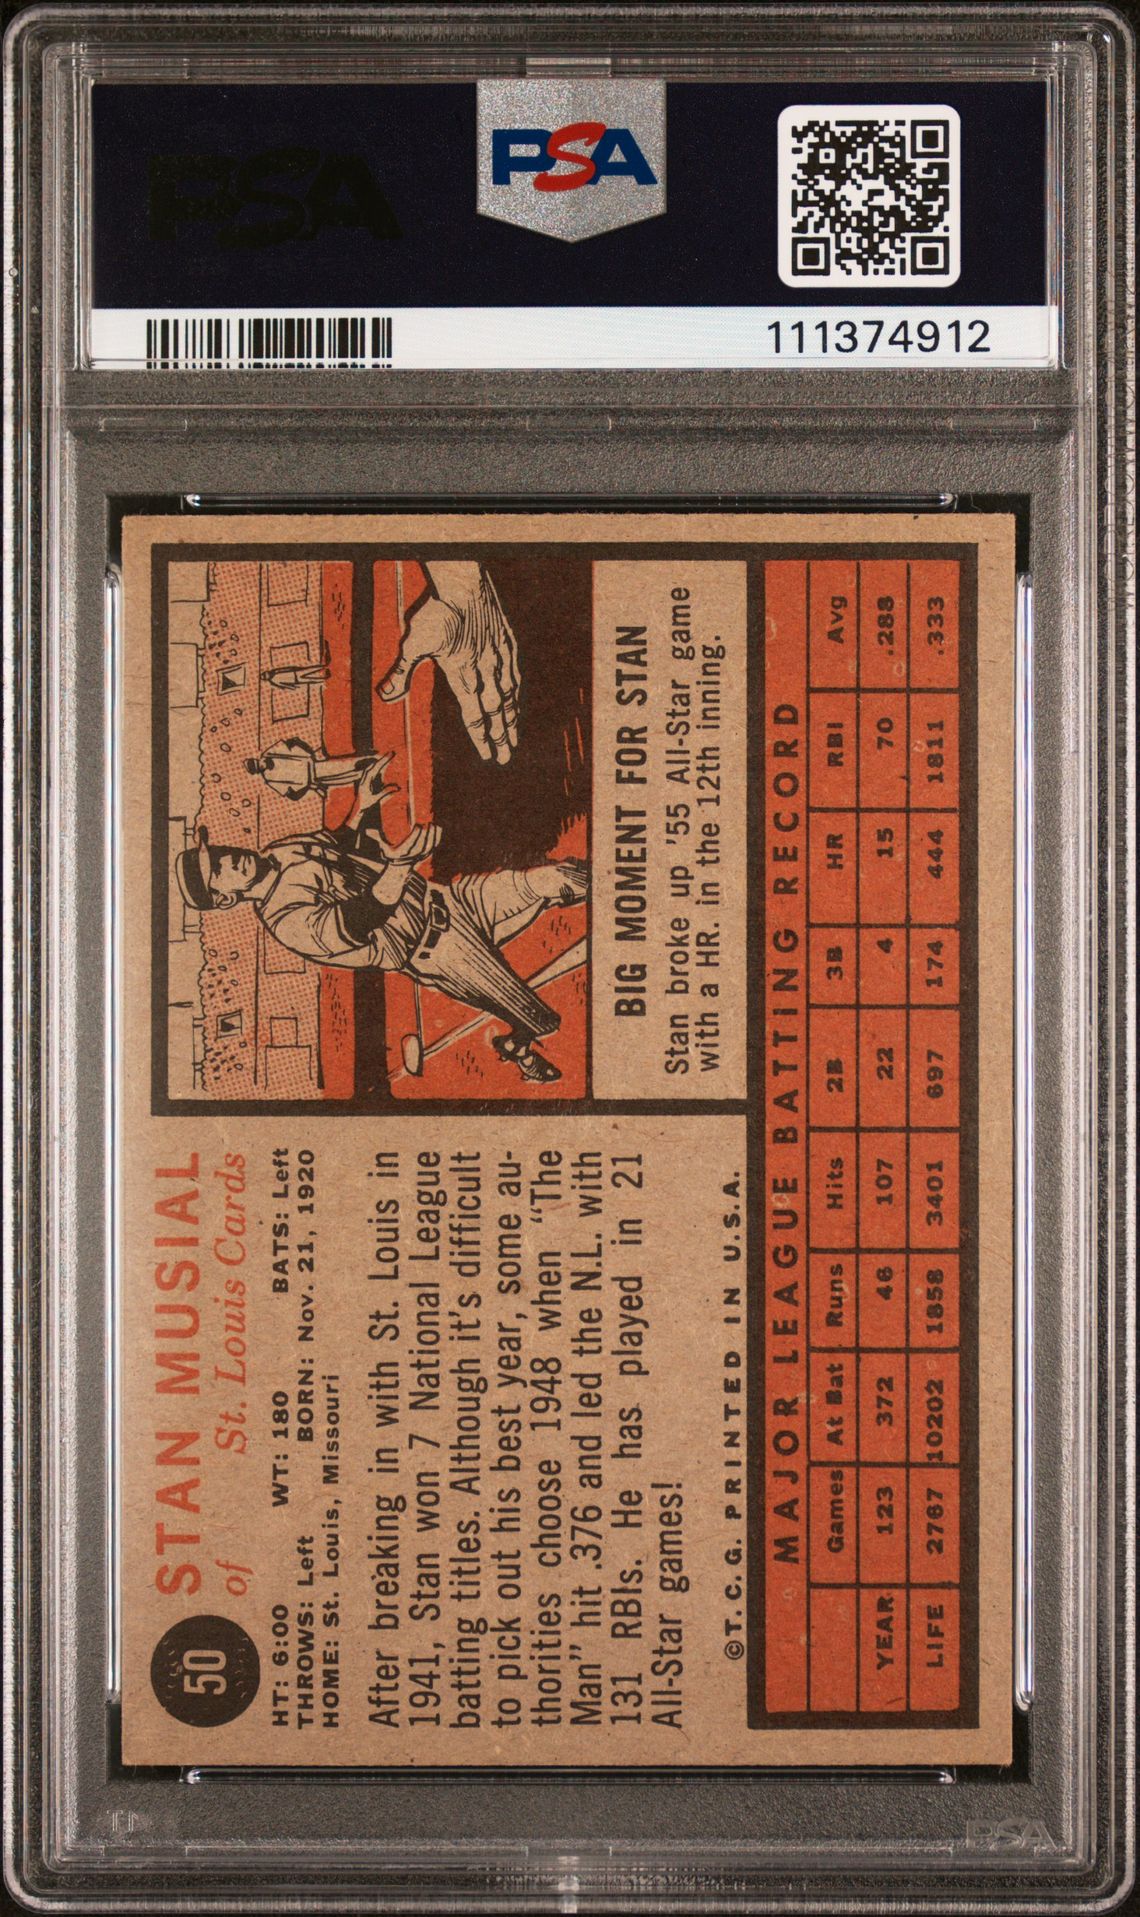 PSA
PSA
111374912
50
STAN MUSIAL
of St. Louis Cards
HT: 6:00 WT: 180 BATS: Left
THROWS: Left BORN: Nov. 21, 1920
HOME: St. Louis, Missouri
After breaking in with St. Louis in
1941, Stan won 7 National League
batting titles. Although it's difficult
to pick out his best year, some au-
thorities choose 1948 when "The
Man" hit .376 and led the N.L. with
131 RBIs. He has played in 21
All-Star games!
©T.C.G. PRINTED IN U.S.A.
BIG MOMENT FOR STAN
Stan broke up '55 All-Star game
with a HR. in the 12th inning.
MAJOR LEAGUE BATTING RECORD
Games At Bat Runs Hits 2B 3B HR RBI Avg
YEAR 123 372 46 107 22 4 15 70 .288
LIFE 2767 10202 1858 3401 697 174 444 1811 .333
PSA